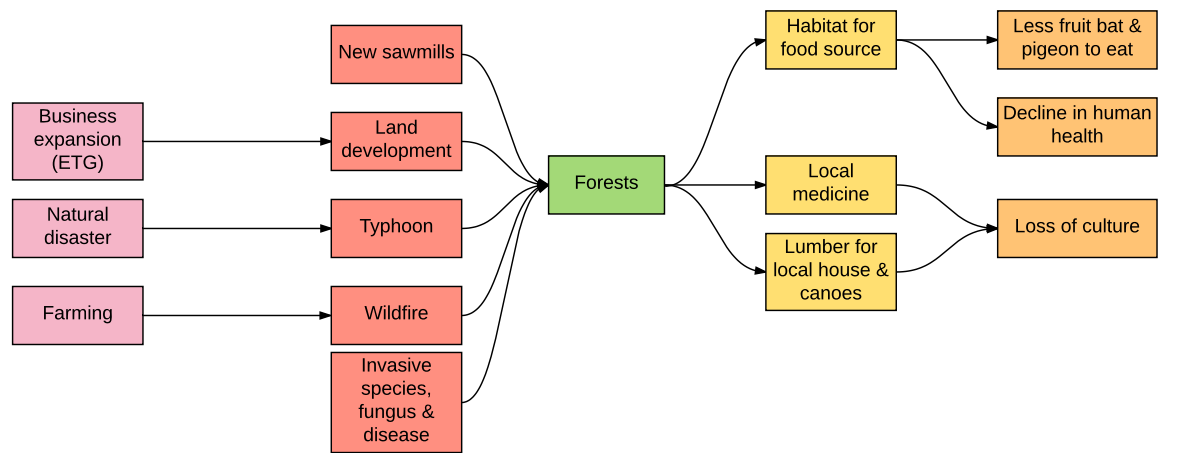 New sawmills
Business
expansion
(ETG)
Land
development
Natural
disaster
Typhoon
Farming
Wildfire
Invasive
species,
fungus &
disease
Forests
Habitat for
food source
Local
medicine
Lumber for
local house &
canoes
Less fruit bat &
pigeon to eat
Decline in human
health
Loss of culture